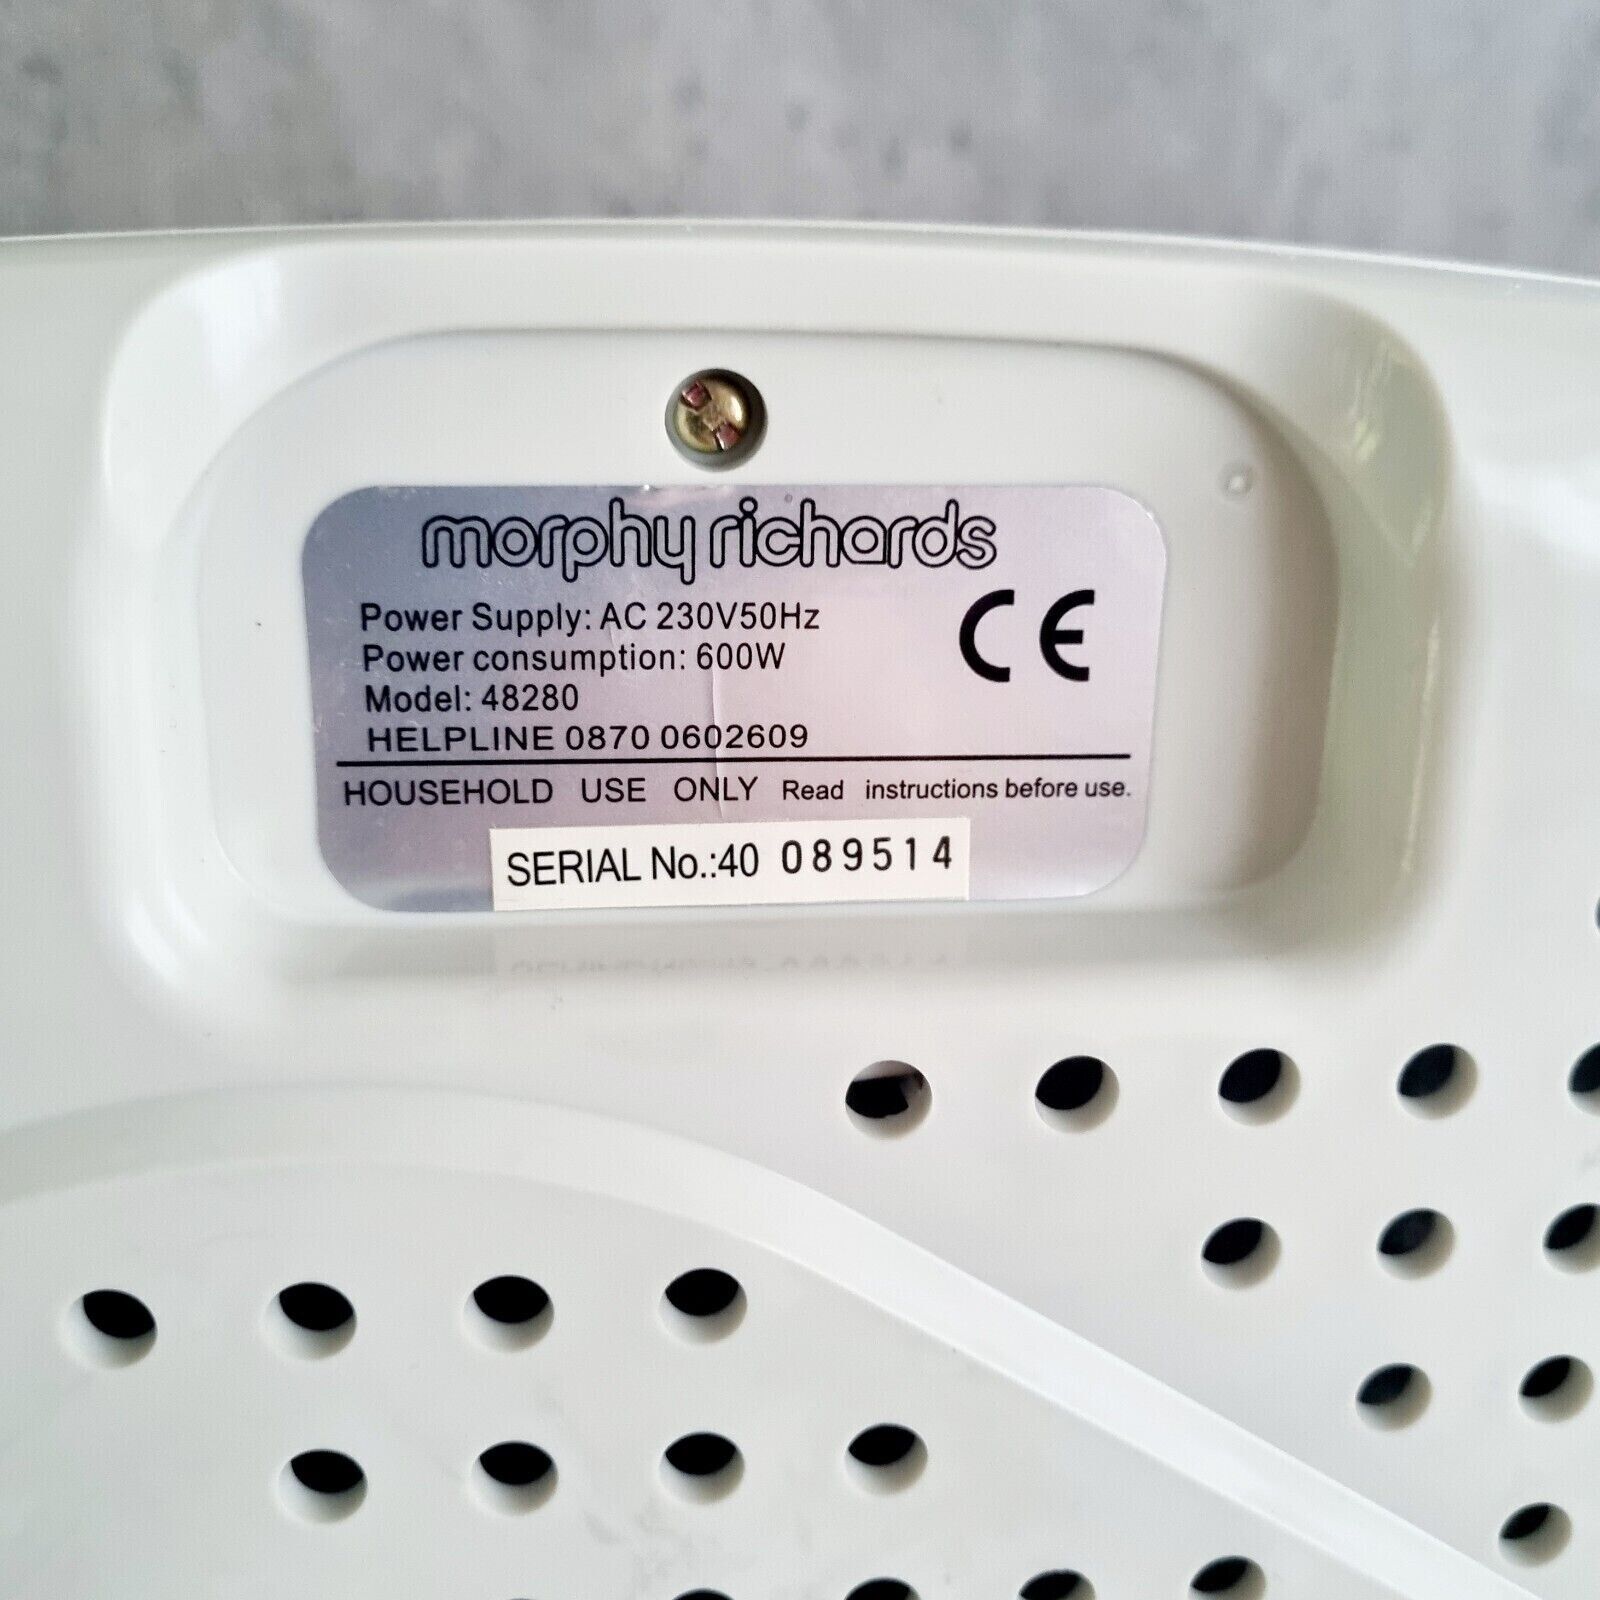 morphy richards
Power Supply: AC 230V50Hz
Power consumption: 600W
Model: 48280
HELPLINE 0870 0602609
CE
HOUSEHOLD USE ONLY Read instructions before use.
SERIAL No.:40 089514